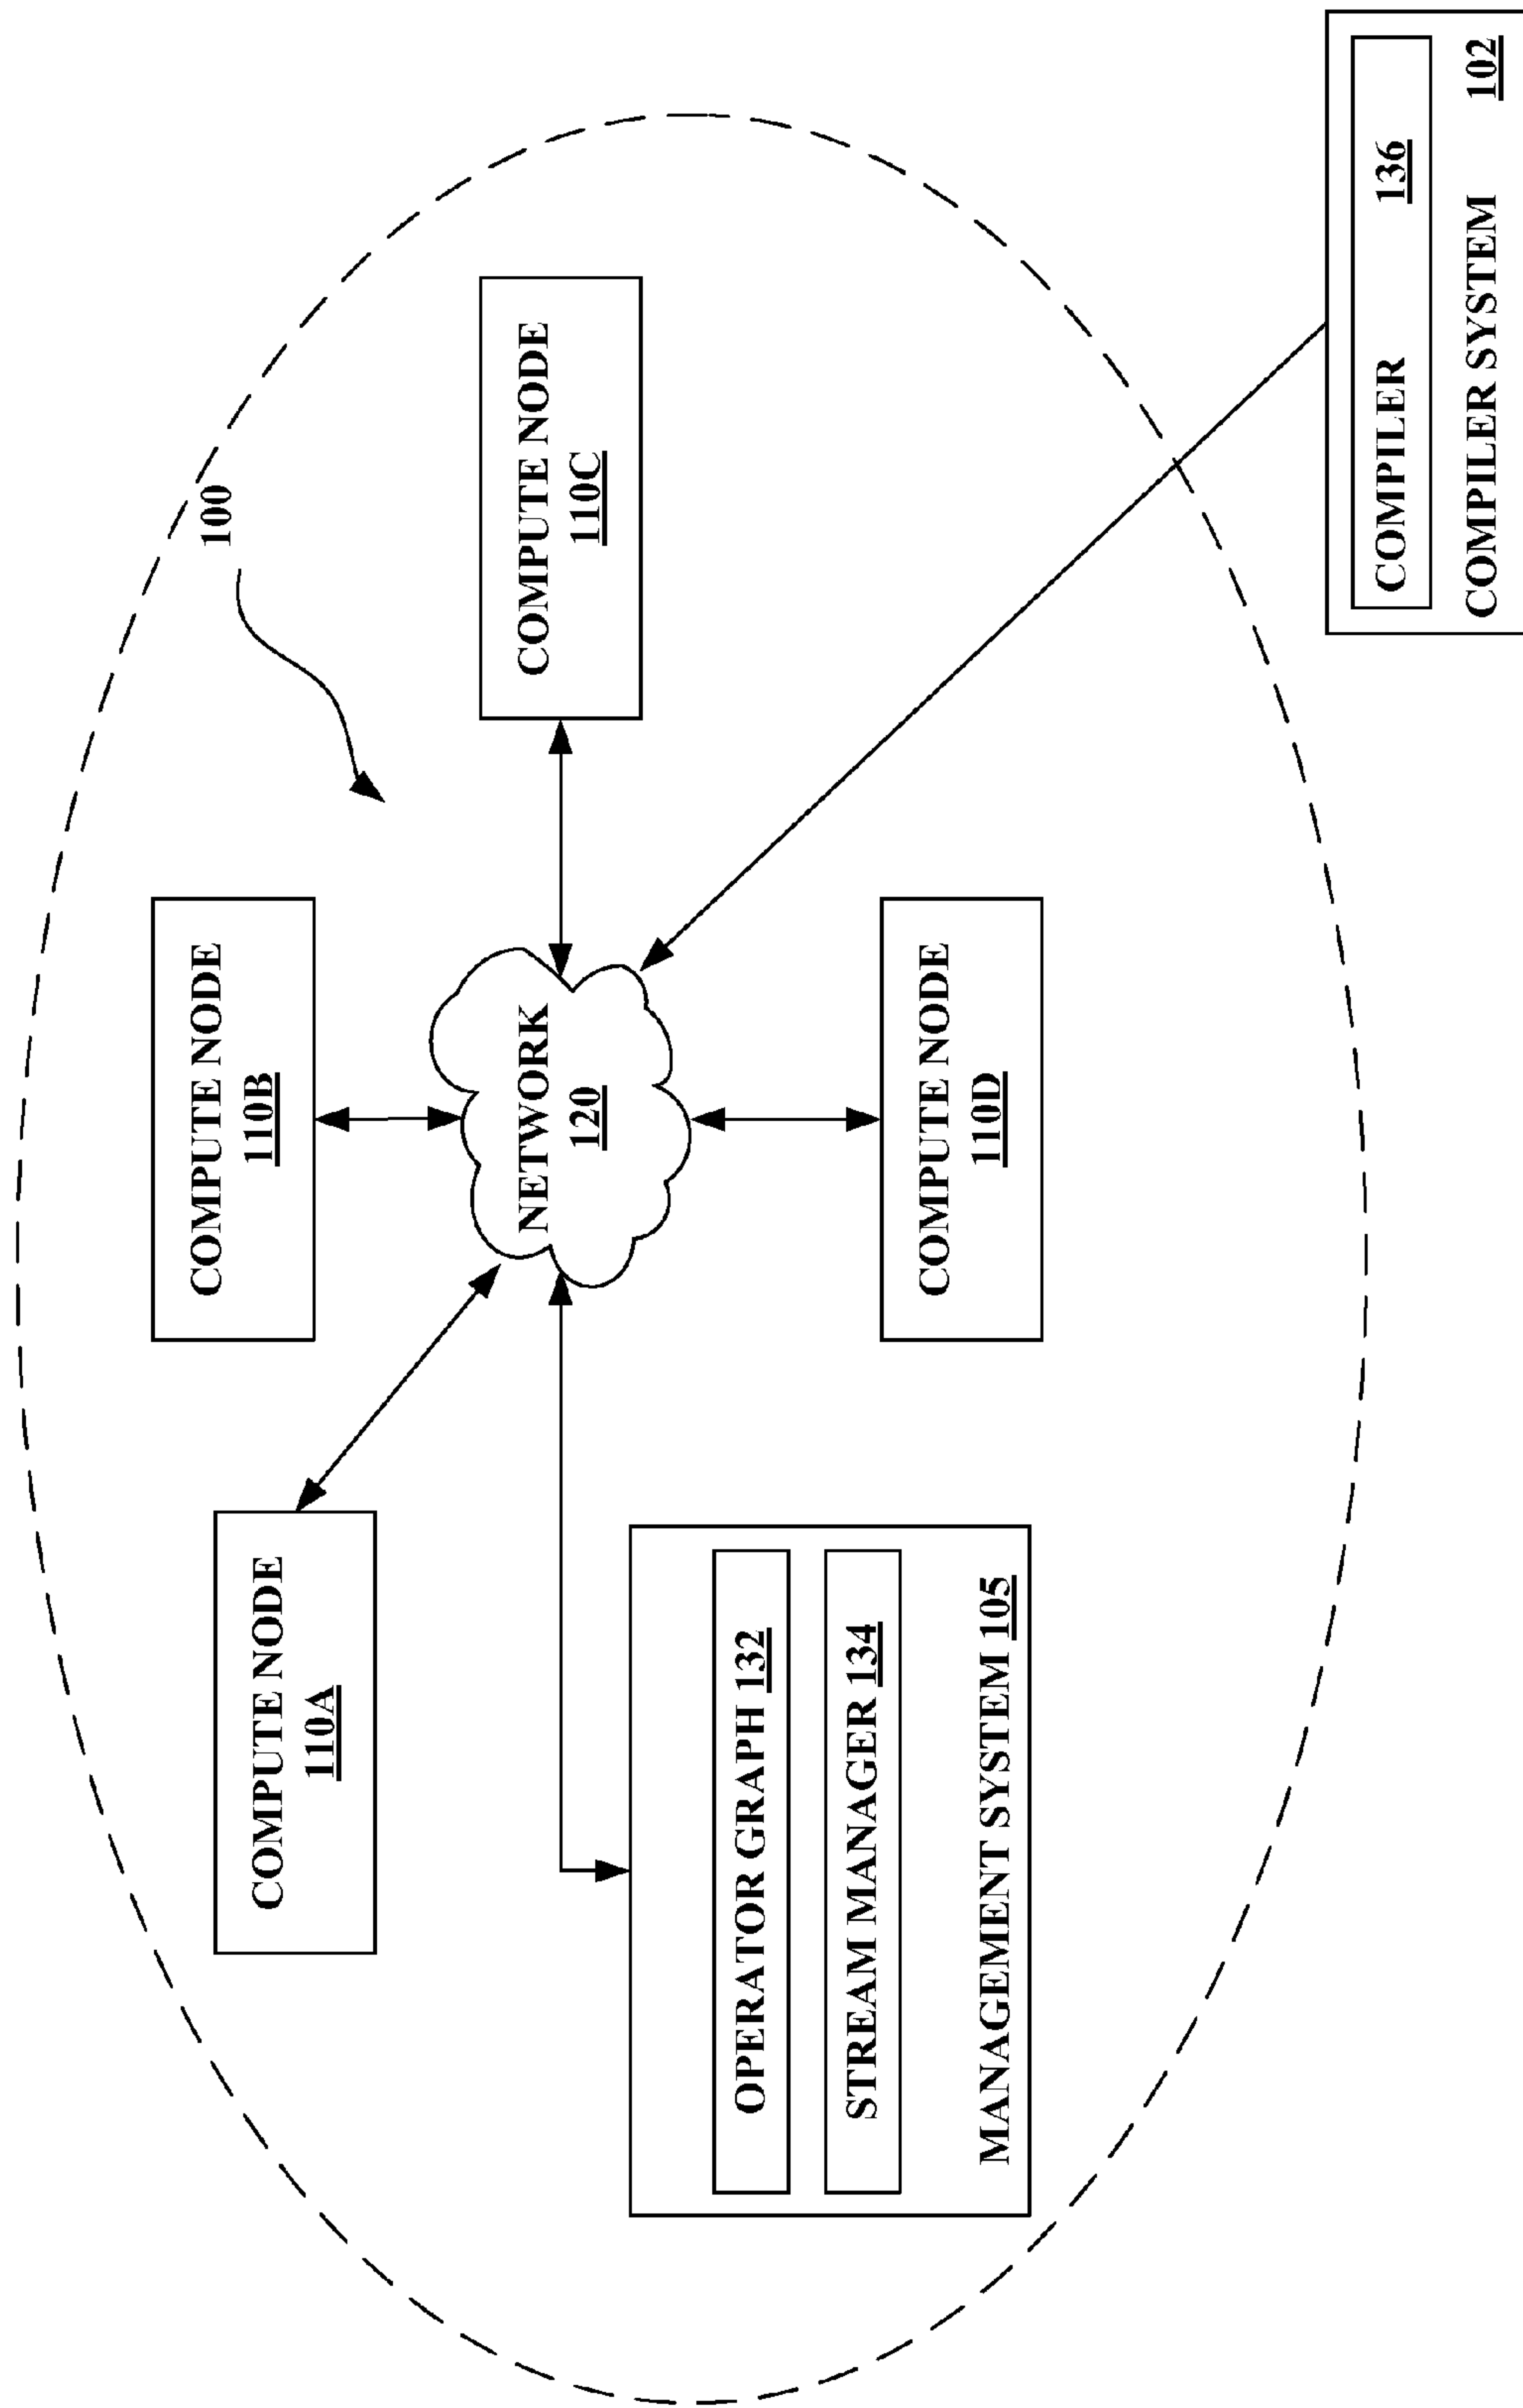 100
COMPUTE NODE
110A
COMPUTE NODE
110B
COMPUTE NODE
110C
NETWORK
120
OPERATOR GRAPH 132
STREAM MANAGER 134
MANAGEMENT SYSTEM 105
COMPUTE NODE
110D
COMPILER 136
COMPILER SYSTEM 102